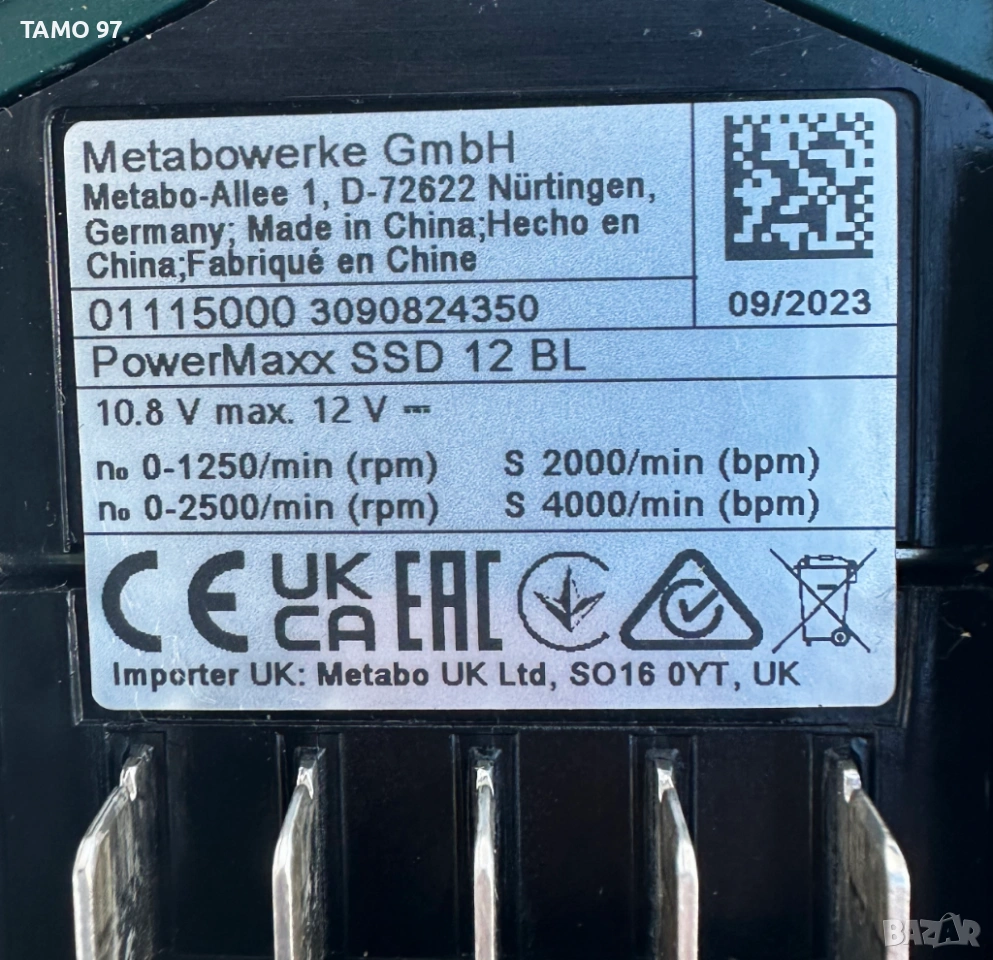 TAMO 97
Metabowerke GmbH
Metabo-Allee 1, D-72622 Nürtingen,
Germany; Made in China;Hecho en
China;Fabriqué en Chine
01115000 3090824350
09/2023
PowerMaxx SSD 12 BL
10.8 V max. 12 V
n₀ 0-1250/min (rpm) S 2000/min (bpm)
n₀ 0-2500/min (rpm) S 4000/min (bpm)
CE UK CA EAC
Importer UK: Metabo UK Ltd, SO16 0YT, UK
BAZAR